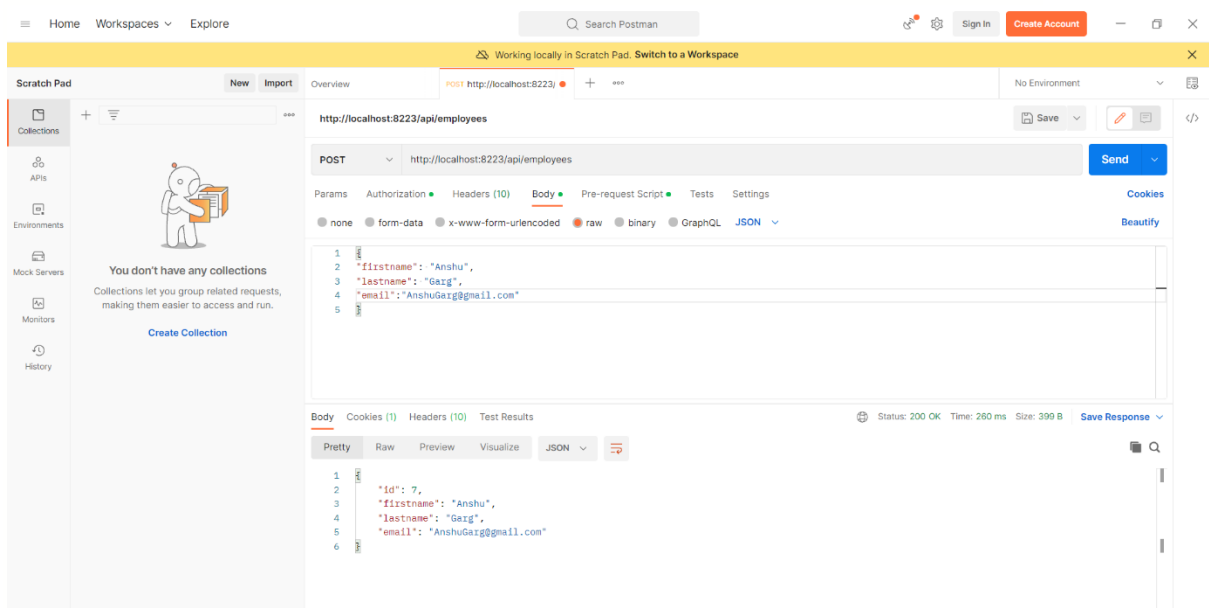 Home Workspaces Explore Search Postman Sign In Create Account
Working locally in Scratch Pad. Switch to a Workspace
Scratch Pad New Import Overview POST http://localhost:8223/ No Environment
Collections
http://localhost:8223/api/employees Save
POST http://localhost:8223/api/employees Send
APIs
Params Authorization Headers (10) Body Pre-request Script Tests Settings Cookies
Environments
none form-data x-www-form-urlencoded raw binary GraphQL JSON Beautify
Mock Servers
Monitors
History
You don't have any collections
Collections let you group related requests,
making them easier to access and run.
Create Collection
1
2 "firstname": "Anshu",
3 "lastname": "Garg",
4 "email":"AnshuGarg@gmail.com"
5
Body Cookies (1) Headers (10) Test Results Status: 200 OK Time: 260 ms Size: 399 B Save Response
Pretty Raw Preview Visualize JSON
1
2 "id": 7,
3 "firstname": "Anshu",
4 "lastname": "Garg",
5 "email": "AnshuGarg@gmail.com"
6